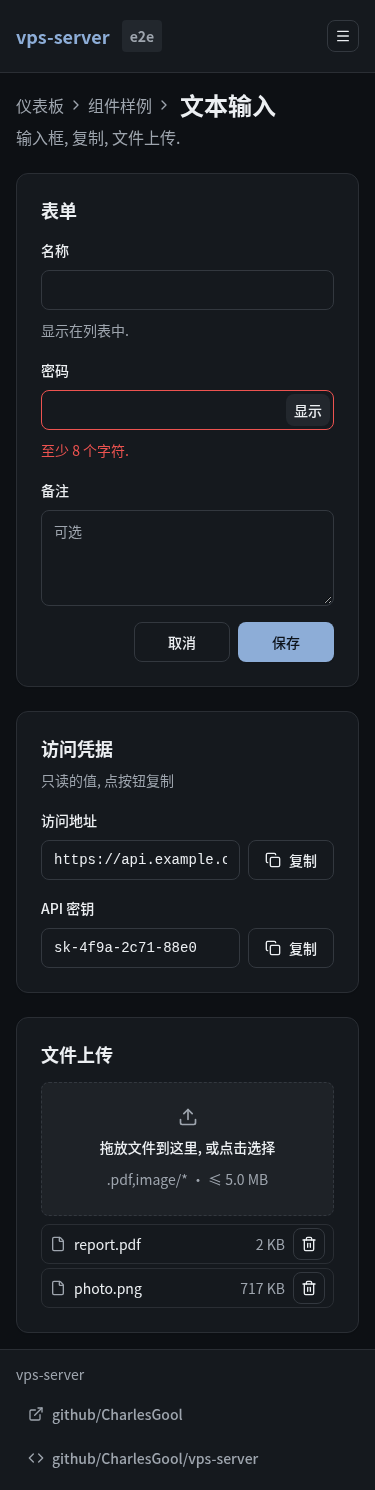 vps-server e2e
仪表板 > 组件样例 > 文本输入
输入框, 复制, 文件上传.
表单
名称
显示在列表中.
密码
显示
至少 8 个字符.
备注
可选
取消 保存
访问凭据
只读的值, 点按钮复制
访问地址
https://api.example.c 复制
API 密钥
sk-4f9a-2c71-88e0 复制
文件上传
拖放文件到这里, 或点击选择
.pdf,image/* · ≤ 5.0 MB
report.pdf 2 KB
photo.png 717 KB
vps-server
github/CharlesGool
github/CharlesGool/vps-server